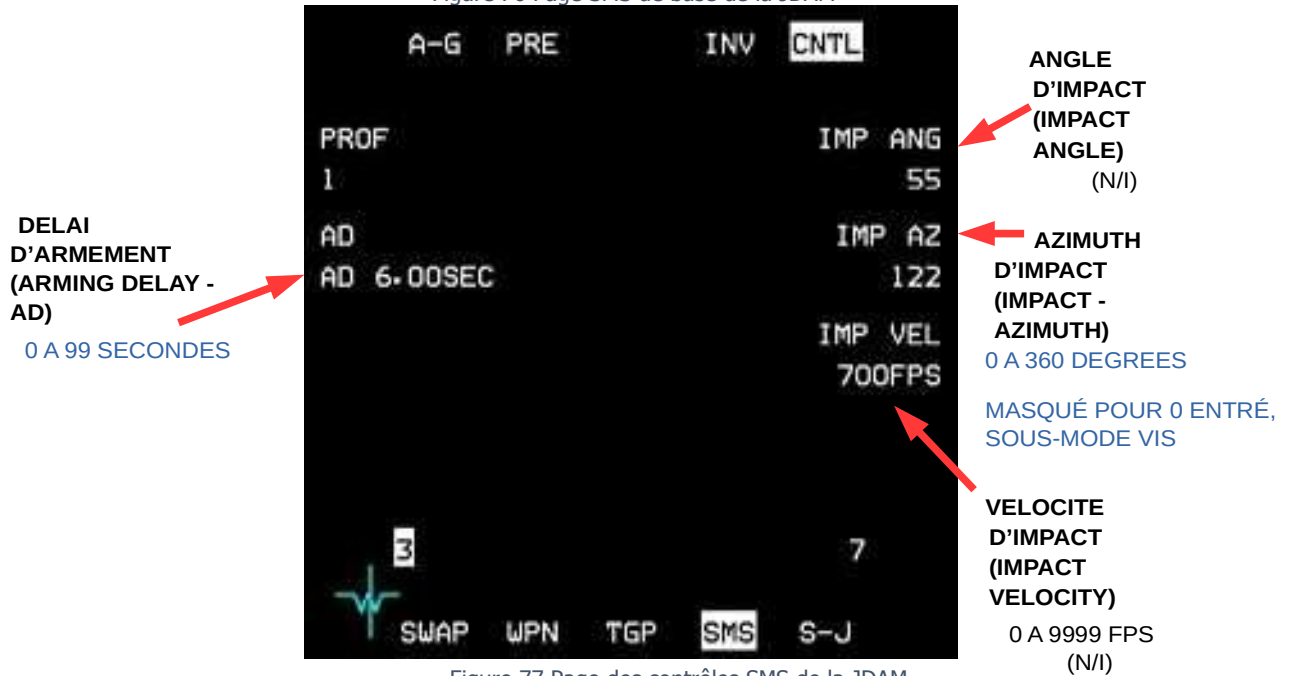 A-G PRE INV CNTL
ANGLE
D’IMPACT
(IMPACT
ANGLE)
(N/I)
PROF
1
IMP ANG
55
DELAI
D’ARMEMENT
(ARMING DELAY -
AD)
0 A 99 SECONDES
AD
AD 6.00SEC
IMP AZ
122
AZIMUTH
D’IMPACT
(IMPACT -
AZIMUTH)
0 A 360 DEGREES
MASQUÉ POUR 0 ENTRÉ,
SOUS-MODE VIS
IMP VEL
700FPS
VELOCITE
D’IMPACT
(IMPACT
VELOCITY)
0 A 9999 FPS
(N/I)
3 7
SWAP WPN TGP SMS S-J
Figure 77 Page des contrôles SMS de la JDAM